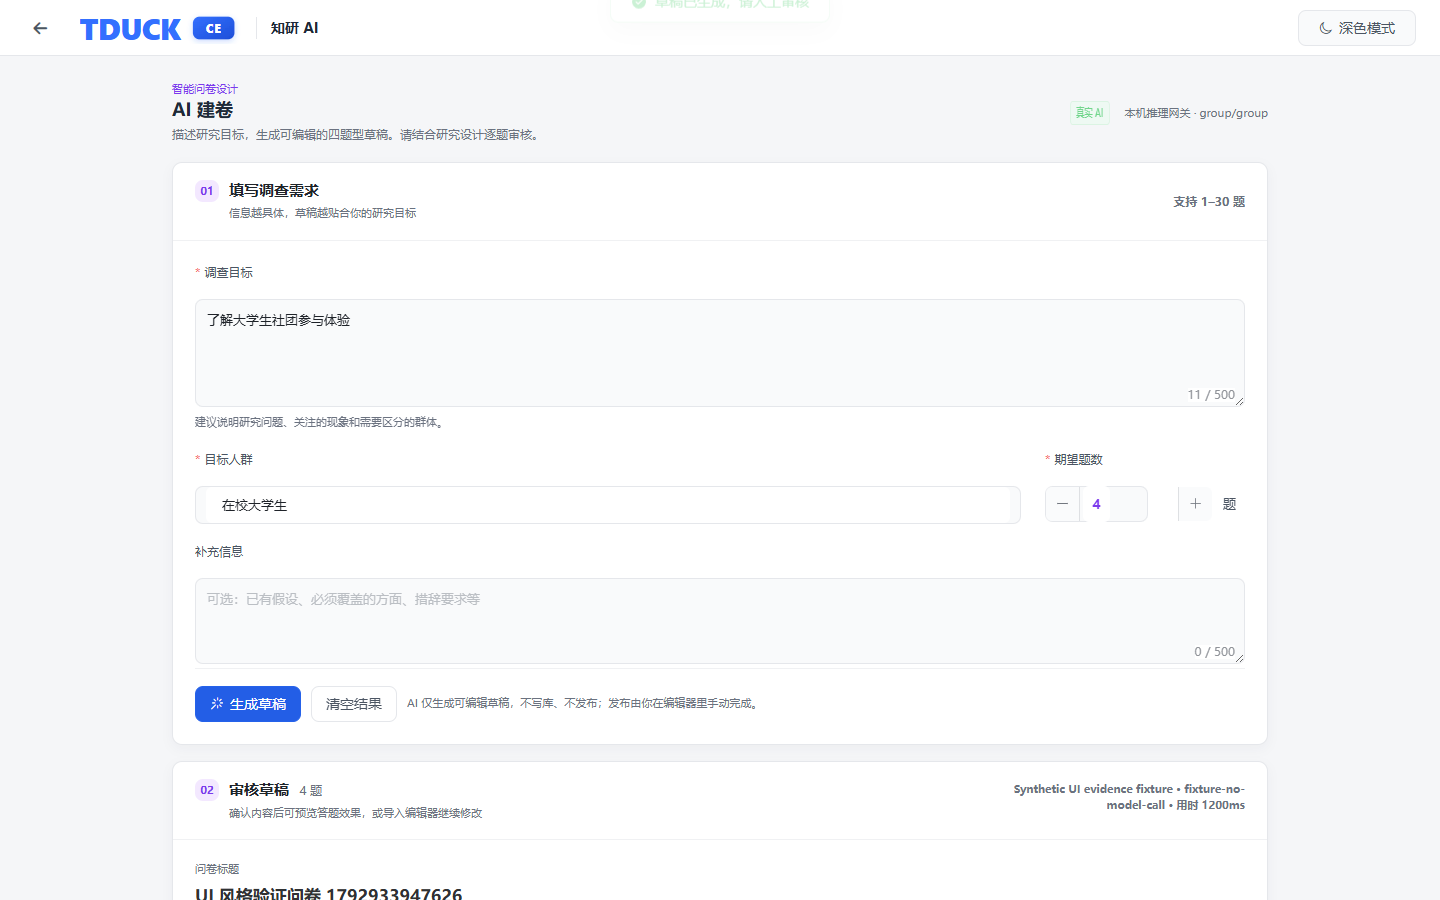 草稿已生成，请人工审核
TDUCK CE 知研 AI 深色模式
智能问卷设计
AI 建卷
描述研究目标，生成可编辑的四题型草稿。请结合研究设计逐题审核。
真实 AI 本机推理网关 · group/group
01 填写调查需求
信息越具体，草稿越贴合你的研究目标
支持 1–30 题
* 调查目标
了解大学生社团参与体验
11 / 500
建议说明研究问题、关注的现象和需要区分的群体。
* 目标人群 * 期望题数
在校大学生 4 题
补充信息
可选：已有假设、必须覆盖的方面、措辞要求等
0 / 500
生成草稿 清空结果 AI 仅生成可编辑草稿，不写库、不发布；发布由你在编辑器里手动完成。
02 审核草稿 4 题
确认内容后可预览答题效果，或导入编辑器继续修改
Synthetic UI evidence fixture • fixture-no-
model-call • 用时 1200ms
问卷标题
UI 风格验证问卷 1792933947626